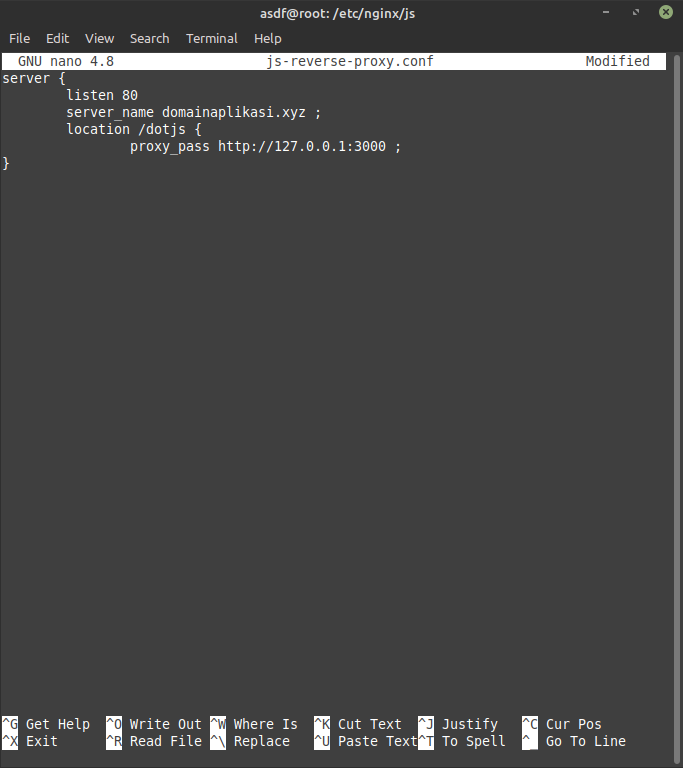 asdf@root: /etc/nginx/js
File Edit View Search Terminal Help
GNU nano 4.8 js-reverse-proxy.conf Modified
server {
listen 80
server_name domainaplikasi.xyz ;
location /dotjs {
proxy_pass http://127.0.0.1:3000 ;
}
^G Get Help ^O Write Out ^W Where Is ^K Cut Text ^J Justify ^C Cur Pos
^X Exit ^R Read File ^\ Replace ^U Paste Text ^T To Spell ^_ Go To Line